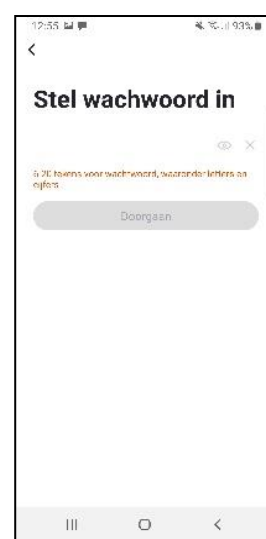 12:55 93%
Stel wachwoord in
6-20 tekens voor wachtwoord, waaronder letters en
cijfers
Doorgaan